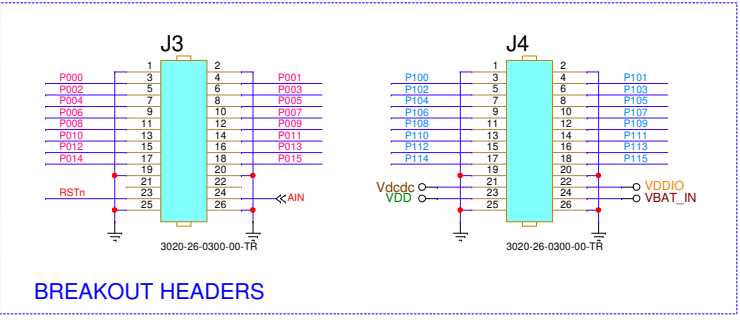 J3 J4
1 2 1 2
P000 3 4 P001 P100 3 4 P101
P002 5 6 P003 P102 5 6 P103
P004 7 8 P005 P104 7 8 P105
P006 9 10 P007 P106 9 10 P107
P008 11 12 P009 P108 11 12 P109
P010 13 14 P011 P110 13 14 P111
P012 15 16 P013 P112 15 16 P113
P014 17 18 P015 P114 17 18 P115
19 20 19 20
21 22 Vdcdc 21 22 VDDIO
RSTn 23 24 AIN VDD 23 24 VBAT_IN
25 26 25 26
3020-26-0300-00-TR 3020-26-0300-00-TR
BREAKOUT HEADERS